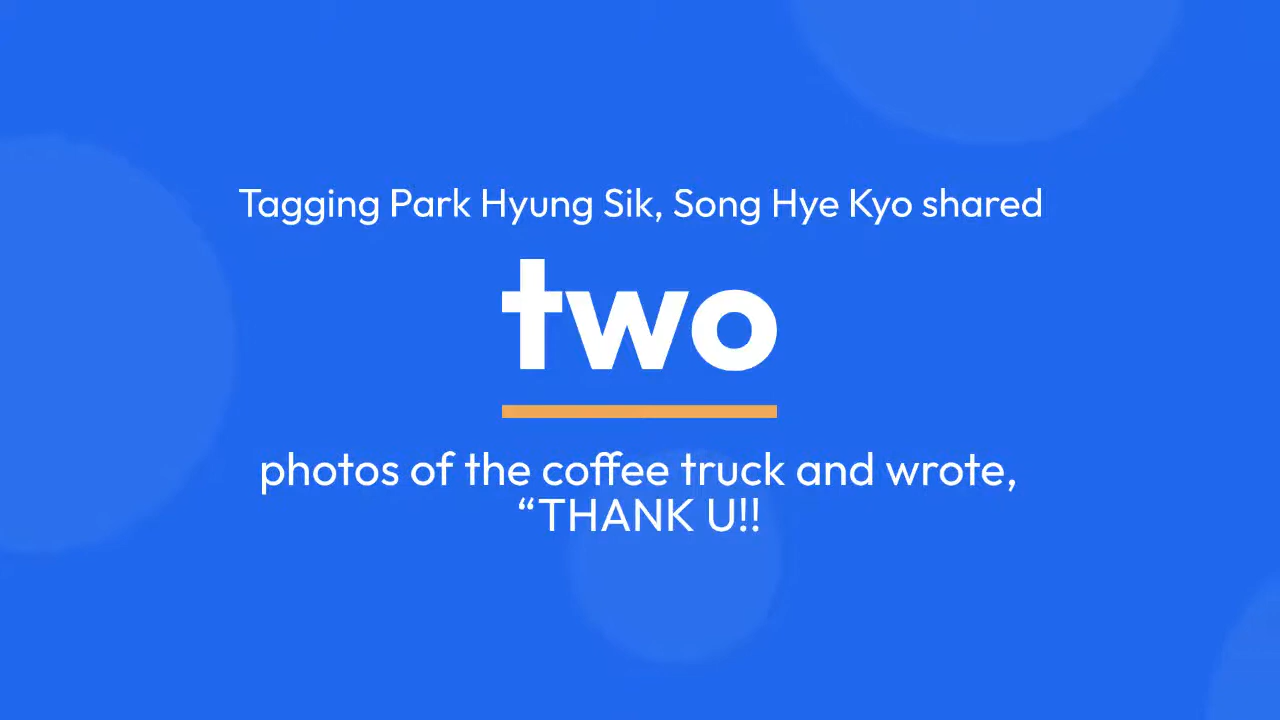 Tagging Park Hyung Sik, Song Hye Kyo shared
two
photos of the coffee truck and wrote,
“THANK U!!